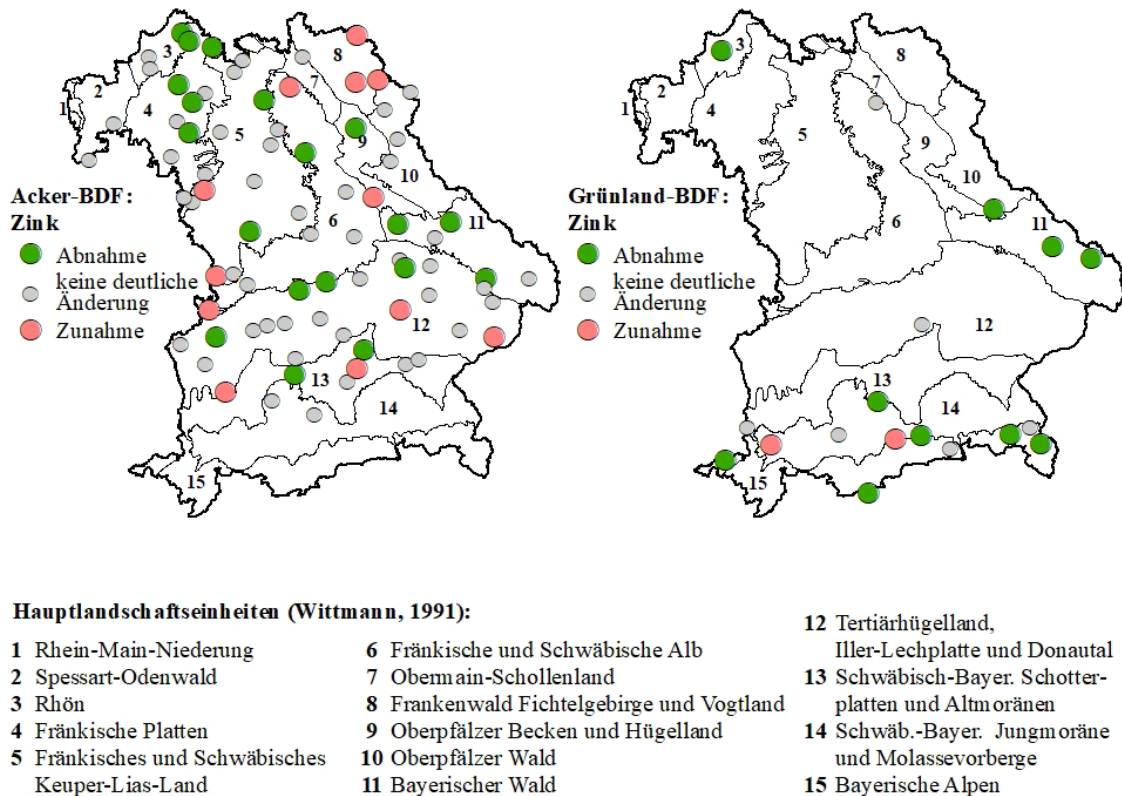 3
8
2
7
1
4
5
9
10
Acker-BDF:
Zink
Abnahme
keine deutliche
Änderung
Zunahme
6
11
12
13
14
15
3
8
2
7
1
4
5
9
10
Grünland-BDF:
Zink
Abnahme
keine deutliche
Änderung
Zunahme
6
11
12
13
14
15
Hauptlandschaftseinheiten (Wittmann, 1991):
1 Rhein-Main-Niederung
2 Spessart-Odenwald
3 Rhön
4 Fränkische Platten
5 Fränkisches und Schwäbisches
Keuper-Lias-Land
6 Fränkische und Schwäbische Alb
7 Obermain-Schollenland
8 Frankenwald Fichtelgebirge und Vogtland
9 Oberpfälzer Becken und Hügelland
10 Oberpfälzer Wald
11 Bayerischer Wald
12 Tertiärhügelland,
Iller-Lechplatte und Donautal
13 Schwäbisch-Bayer. Schotter-
platten und Altmoränen
14 Schwäb.-Bayer. Jungmoräne
und Molassevorberge
15 Bayerische Alpen